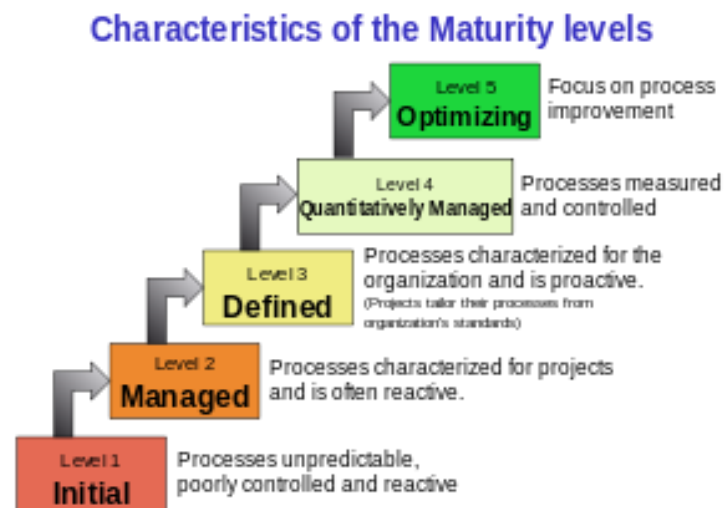 Characteristics of the Maturity levels
Level 5
Optimizing
Focus on process
improvement
Level 4
Quantitatively Managed
Processes measured
and controlled
Level 3
Defined
Processes characterized for the
organization and is proactive.
(Projects tailor their processes from
organization's standards)
Level 2
Managed
Processes characterized for projects
and is often reactive.
Level 1
Initial
Processes unpredictable,
poorly controlled and reactive